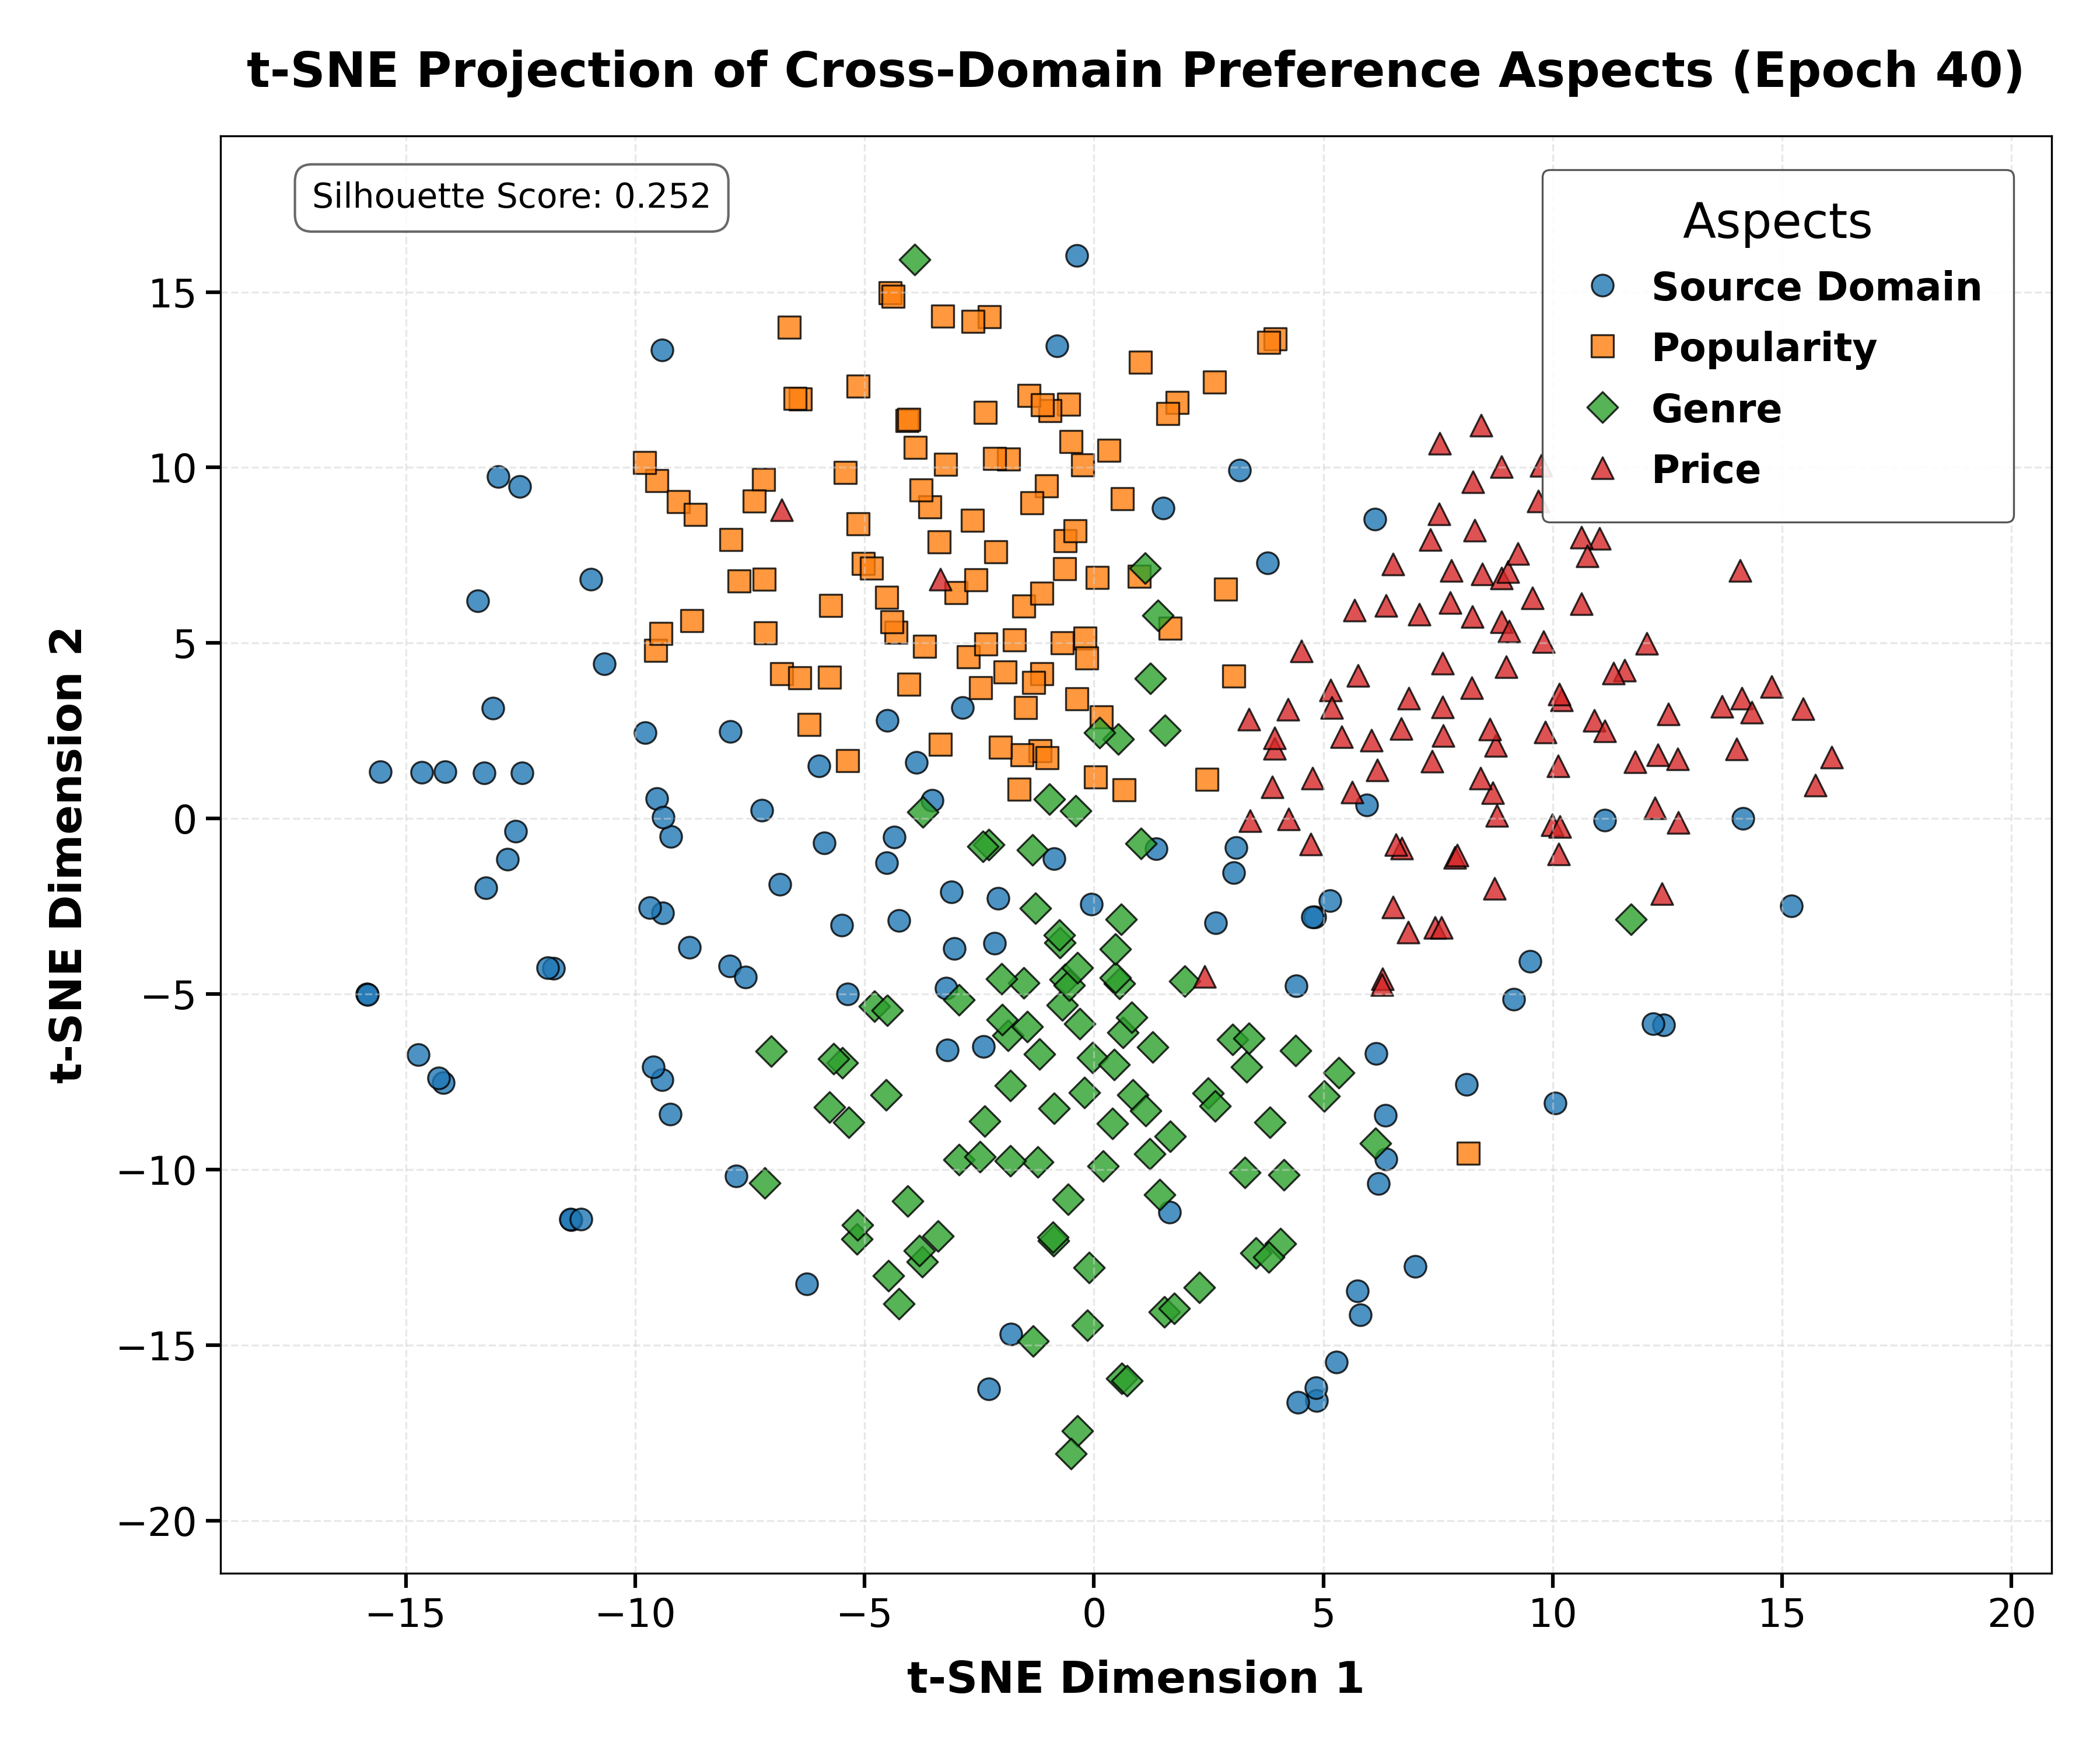 t-SNE Projection of Cross-Domain Preference Aspects (Epoch 40)
Silhouette Score: 0.252
Aspects
Source Domain
Popularity
Genre
Price
t-SNE Dimension 2
15
10
5
0
−5
−10
−15
−20
−15
−10
−5
0
5
10
15
20
t-SNE Dimension 1